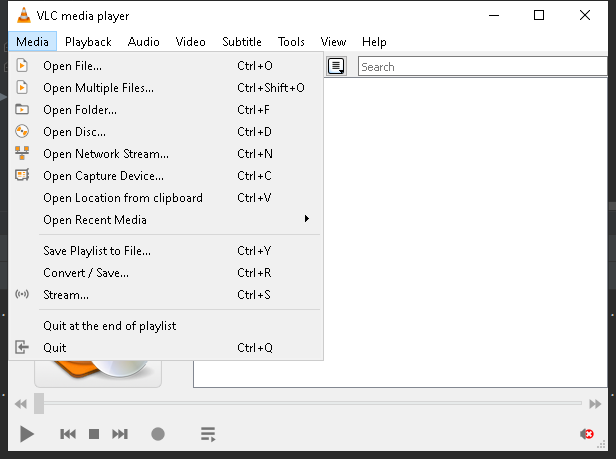 VLC media player
Media Playback Audio Video Subtitle Tools View Help
Open File... Ctrl+O
Search
Open Multiple Files... Ctrl+Shift+O
Open Folder... Ctrl+F
Open Disc... Ctrl+D
Open Network Stream... Ctrl+N
Open Capture Device... Ctrl+C
Open Location from clipboard Ctrl+V
Open Recent Media
Save Playlist to File... Ctrl+Y
Convert / Save... Ctrl+R
Stream... Ctrl+S
Quit at the end of playlist
Quit Ctrl+Q